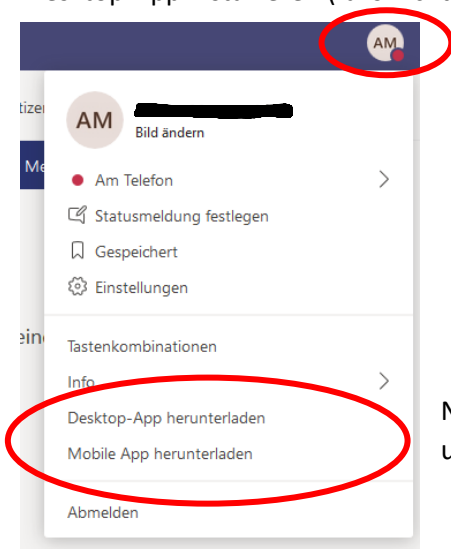 AM
AM
Bild ändern
Am Telefon
Statusmeldung festlegen
Gespeichert
Einstellungen
Tastenkombinationen
Info
Desktop-App herunterladen
Mobile App herunterladen
Abmelden